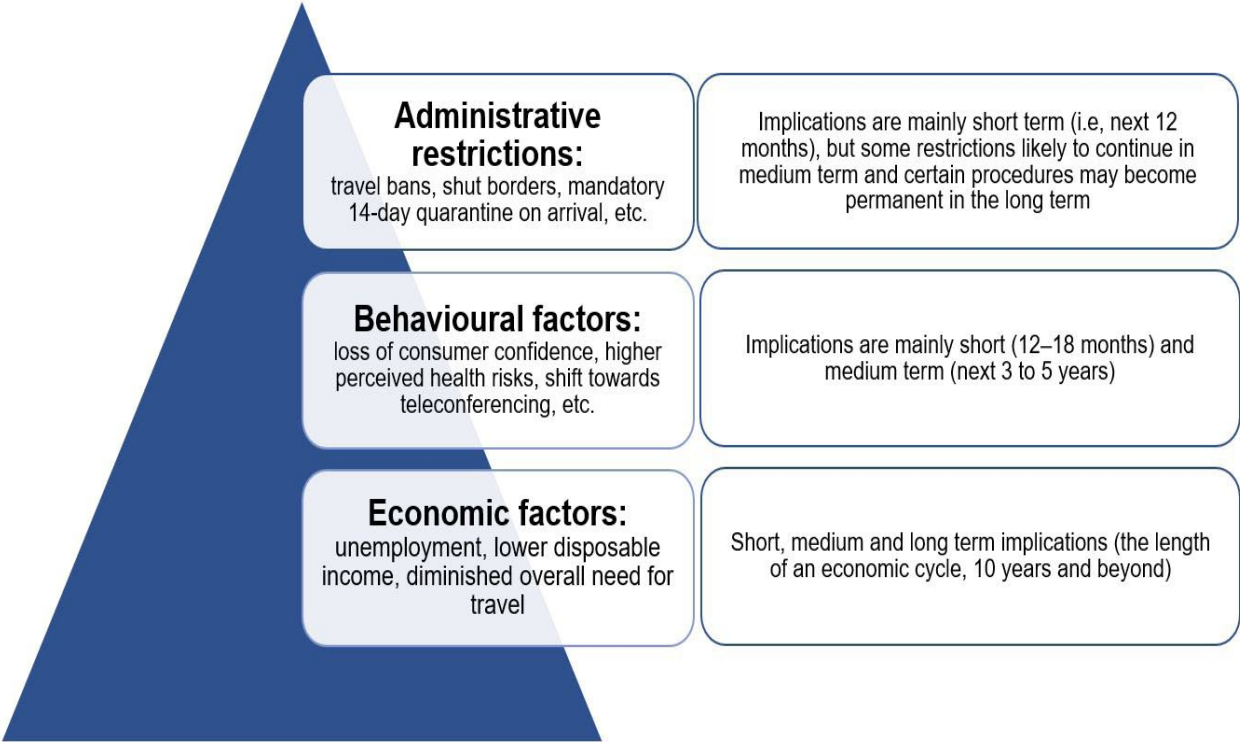 Administrative
restrictions:
travel bans, shut borders, mandatory
14-day quarantine on arrival, etc.
Implications are mainly short term (i.e, next 12
months), but some restrictions likely to continue in
medium term and certain procedures may become
permanent in the long term
Behavioural factors:
loss of consumer confidence, higher
perceived health risks, shift towards
teleconferencing, etc.
Implications are mainly short (12–18 months) and
medium term (next 3 to 5 years)
Economic factors:
unemployment, lower disposable
income, diminished overall need for
travel
Short, medium and long term implications (the length
of an economic cycle, 10 years and beyond)